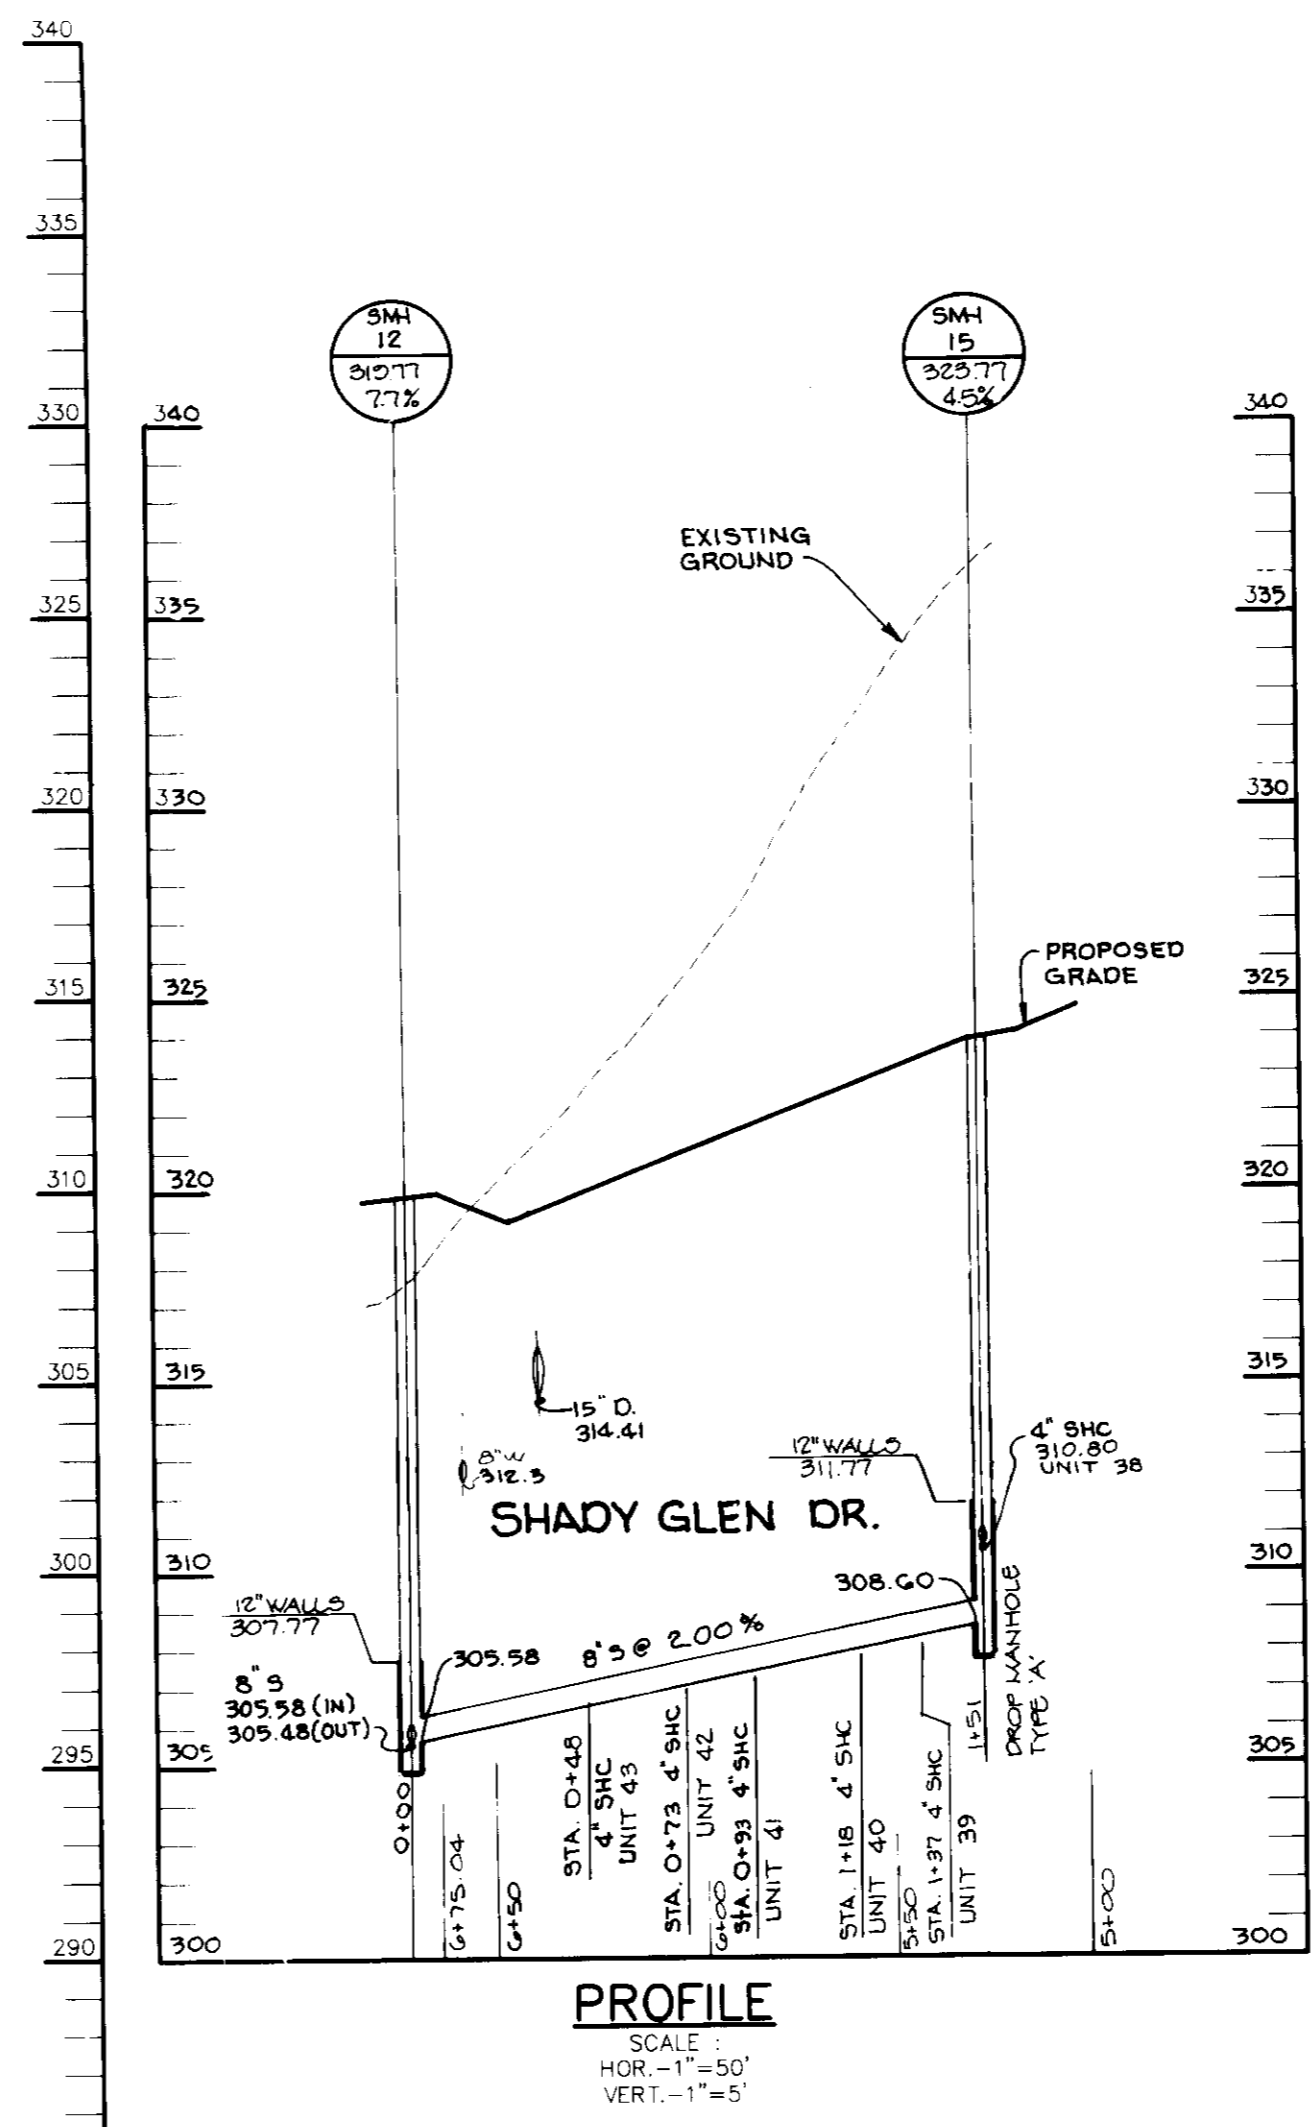 340
335
330
325
320
315
310
305
300
295
290
340
335
330
325
320
315
310
305
300
SMH
12
319.77
7.7%
SMH
15
323.77
4.5%
340
335
330
325
320
315
310
305
300
EXISTING
GROUND
PROPOSED
GRADE
15" D.
314.41
8"W
312.3
12" WALLS
311.77
4" SHC
310.80
UNIT 38
SHADY GLEN DR.
308.60
12" WALLS
307.77
305.58
8"S @ 2.00%
8" S
305.58 (IN)
305.48 (OUT)
0+00
6+75.04
6+50
STA. 0+48
4" SHC
UNIT 43
STA. 0+73 4" SHC
UNIT 42
6+00
STA. 0+93 4" SHC
UNIT 41
STA. 1+18 4" SHC
UNIT 40
5+50
STA. 1+37 4" SHC
UNIT 39
1+51
DROP MANHOLE
TYPE 'A'
5+00
PROFILE
SCALE :
HOR.-1"=50'
VERT.-1"=5'